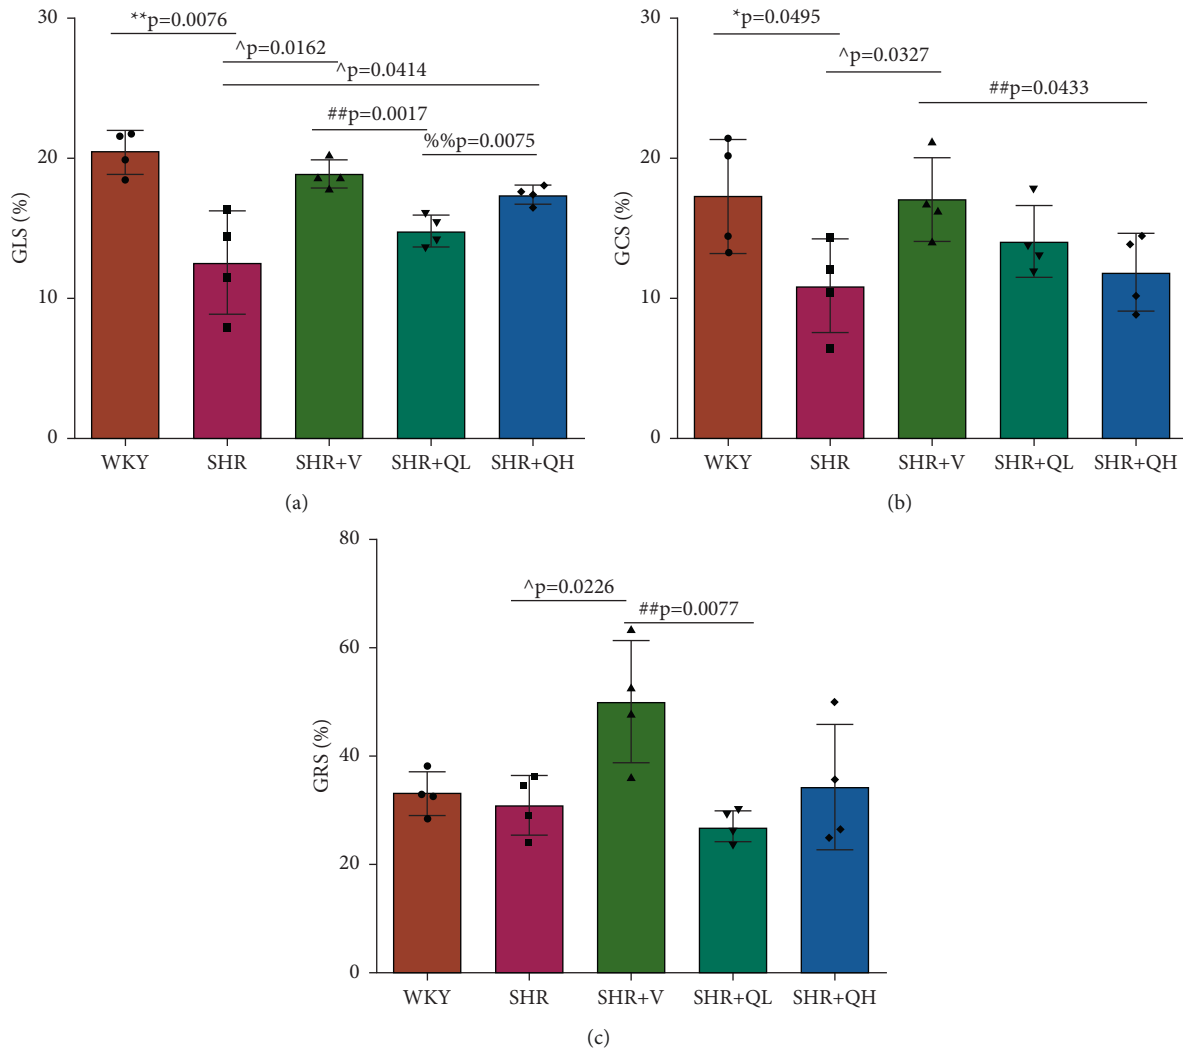 30
20
10
0
GLS (%)
**p=0.0076
^p=0.0162
^p=0.0414
##p=0.0017
%%p=0.0075
WKY SHR SHR+V SHR+QL SHR+QH
(a)
30
20
10
0
GCS (%)
*p=0.0495
^p=0.0327
##p=0.0433
WKY SHR SHR+V SHR+QL SHR+QH
(b)
80
60
40
20
0
GRS (%)
^p=0.0226
##p=0.0077
WKY SHR SHR+V SHR+QL SHR+QH
(c)